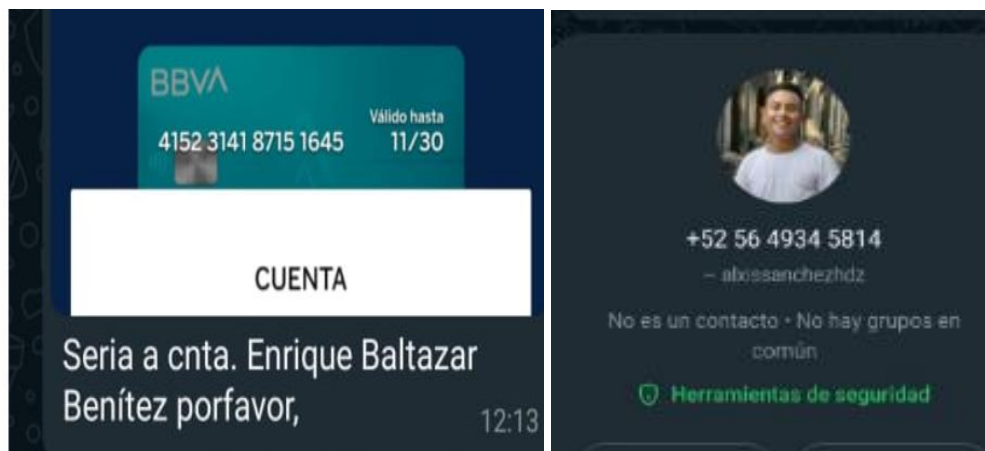 BBVA
Válido hasta
4152 3141 8715 1645 11/30
CUENTA
Seria a cnta. Enrique Baltazar
Benítez porfavor,
12:13
+52 56 4934 5814
~ alxissanchezhdz
No es un contacto • No hay grupos en
común
Herramientas de seguridad